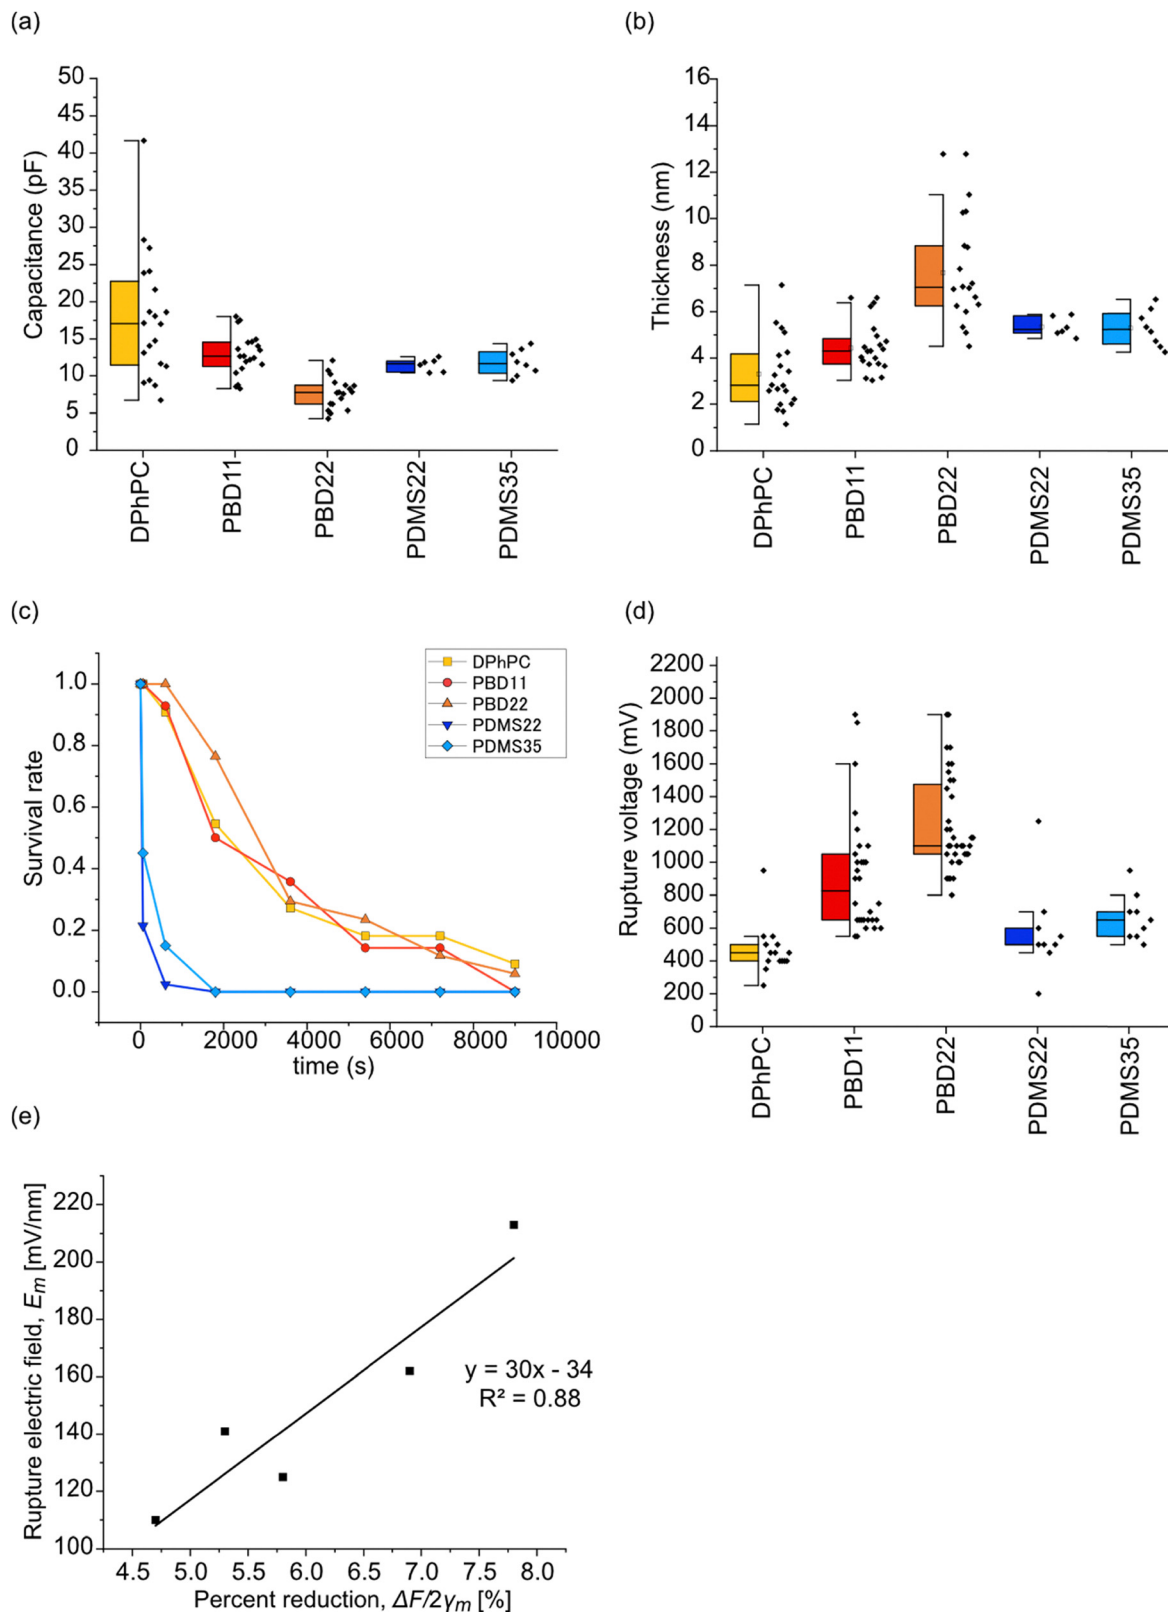 (a)
Capacitance (pF)
50
45
40
35
30
25
20
15
10
5
0
DPhPC
PBD11
PBD22
PDMS22
PDMS35
(b)
Thickness (nm)
16
14
12
10
8
6
4
2
0
DPhPC
PBD11
PBD22
PDMS22
PDMS35
(c)
Survival rate
1.0
0.8
0.6
0.4
0.2
0.0
DPhPC
PBD11
PBD22
PDMS22
PDMS35
0 2000 4000 6000 8000 10000
time (s)
(d)
Rupture voltage (mV)
2200
2000
1800
1600
1400
1200
1000
800
600
400
200
0
DPhPC
PBD11
PBD22
PDMS22
PDMS35
(e)
Rupture electric field, Em [mV/nm]
220
200
180
160
140
120
100
y = 30x - 34
R² = 0.88
4.5 5.0 5.5 6.0 6.5 7.0 7.5 8.0
Percent reduction, ΔF/2γm [%]